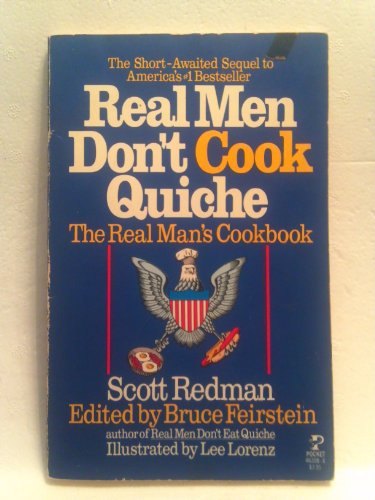 The Short-Awaited Sequel to
America's #1 Bestseller
Real Men
Don't Cook
Quiche
The Real Man's Cookbook
Scott Redman
Edited by Bruce Feirstein
author of Real Men Don't Eat Quiche
Illustrated by Lee Lorenz
POCKET